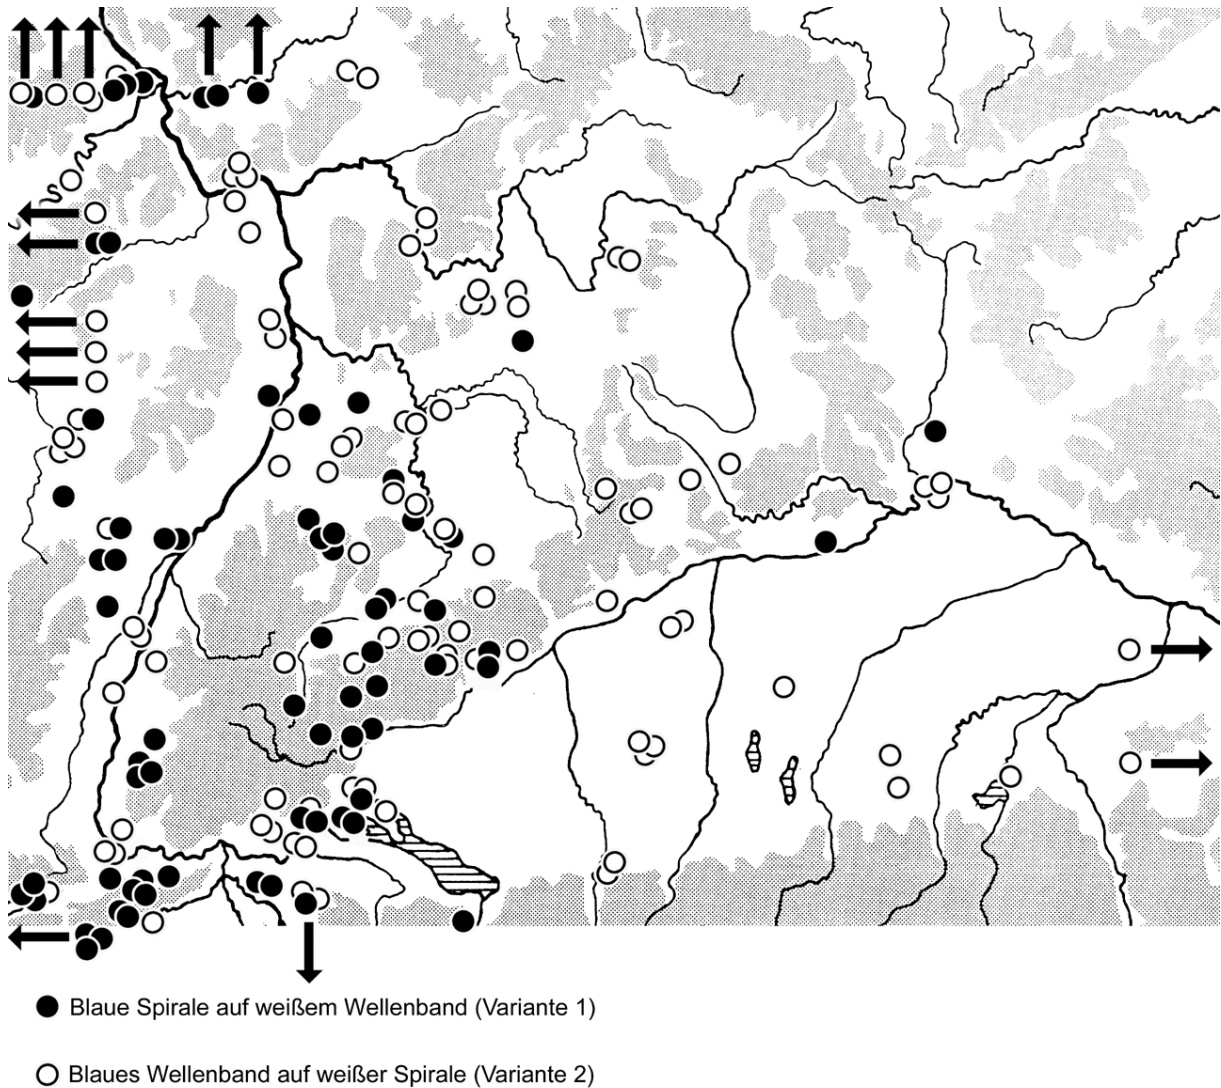 Blaue Spirale auf weißem Wellenband (Variante 1)
Blaues Wellenband auf weißer Spirale (Variante 2)